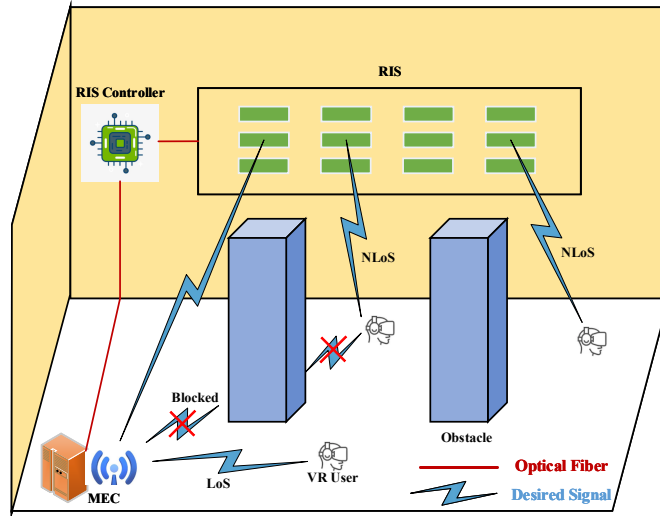 RIS
RIS Controller
NLoS
NLoS
Blocked
Obstacle
LoS
VR User
MEC
Optical Fiber
Desired Signal